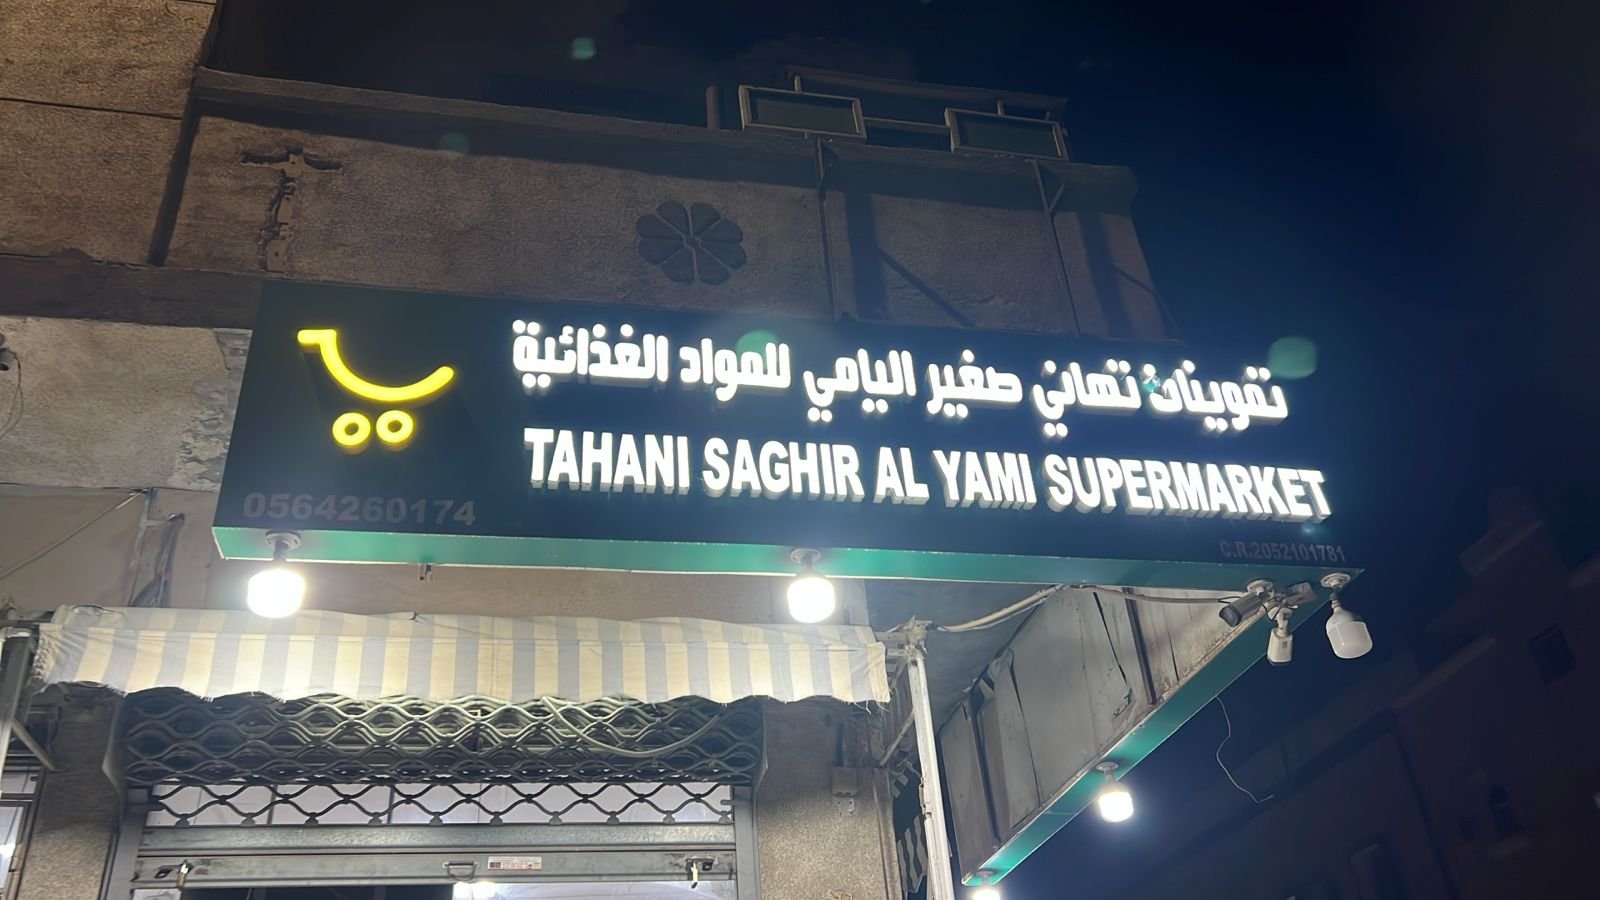 تموينات تهاني صغير اليامي للمواد الغذائية
TAHANI SAGHIR AL YAMI SUPERMARKET
0564260174
C.R.2052101781